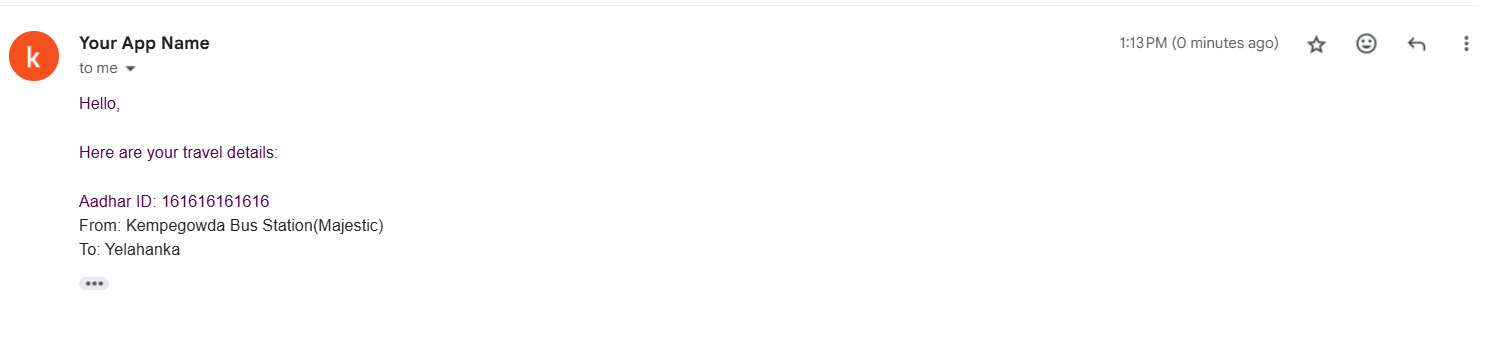 k
Your App Name
1:13 PM (0 minutes ago)
to me
Hello,
Here are your travel details:
Aadhar ID: 161616161616
From: Kempegowda Bus Station(Majestic)
To: Yelahanka